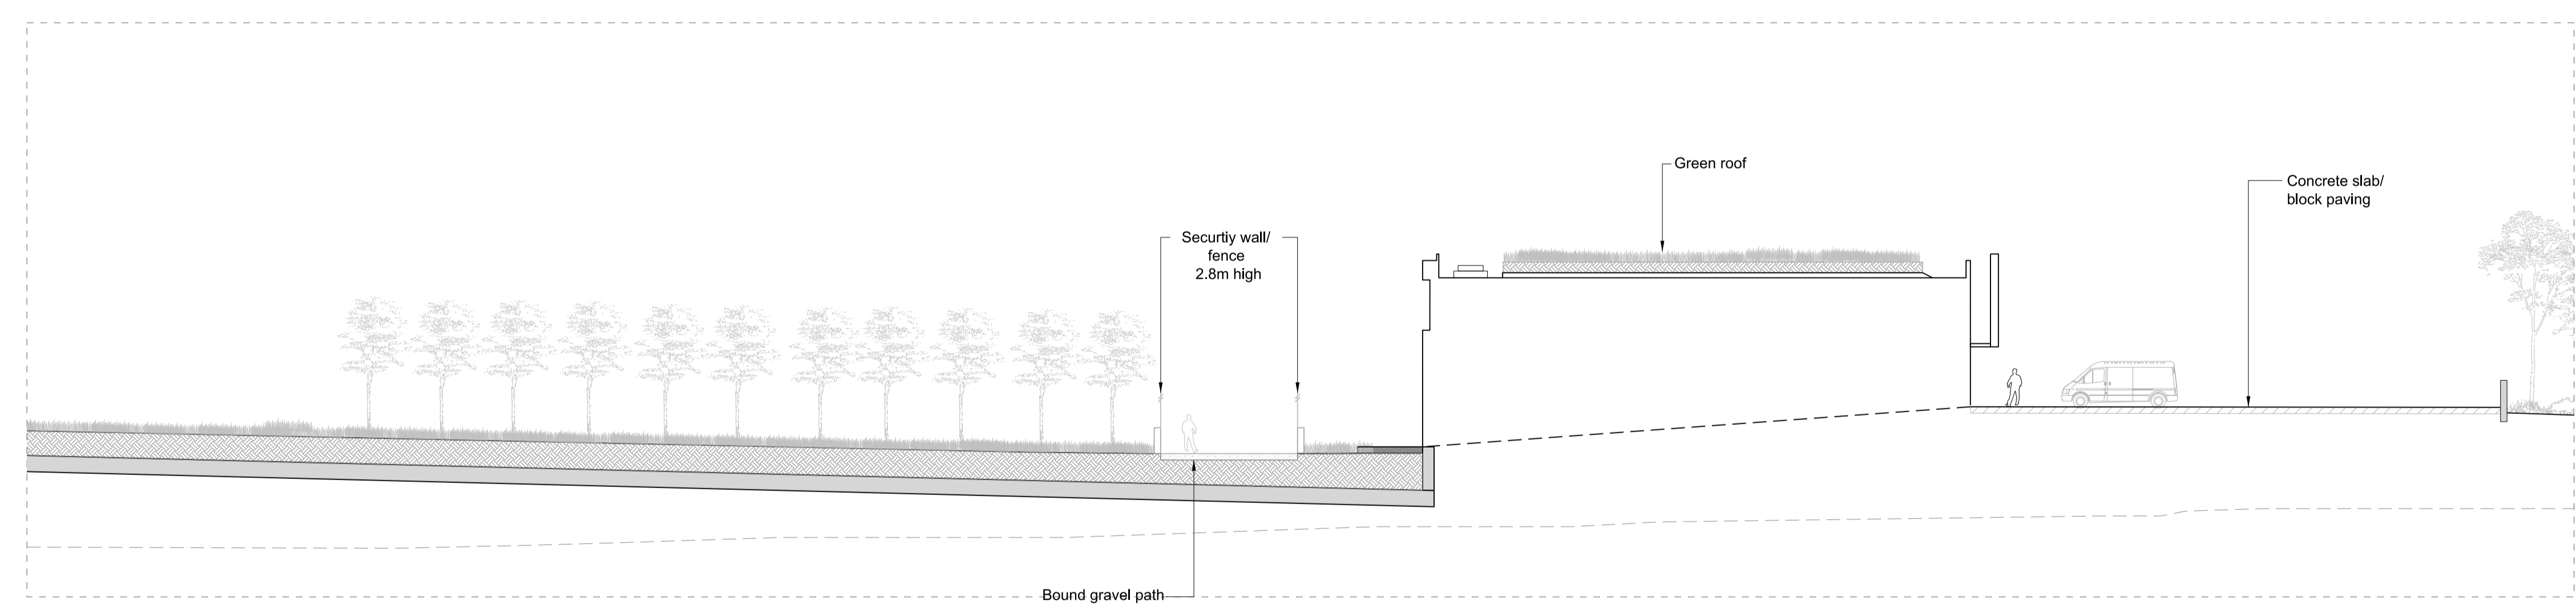 Green roof
Concrete slab/
block paving
Securtiy wall/
fence
2.8m high
Bound gravel path